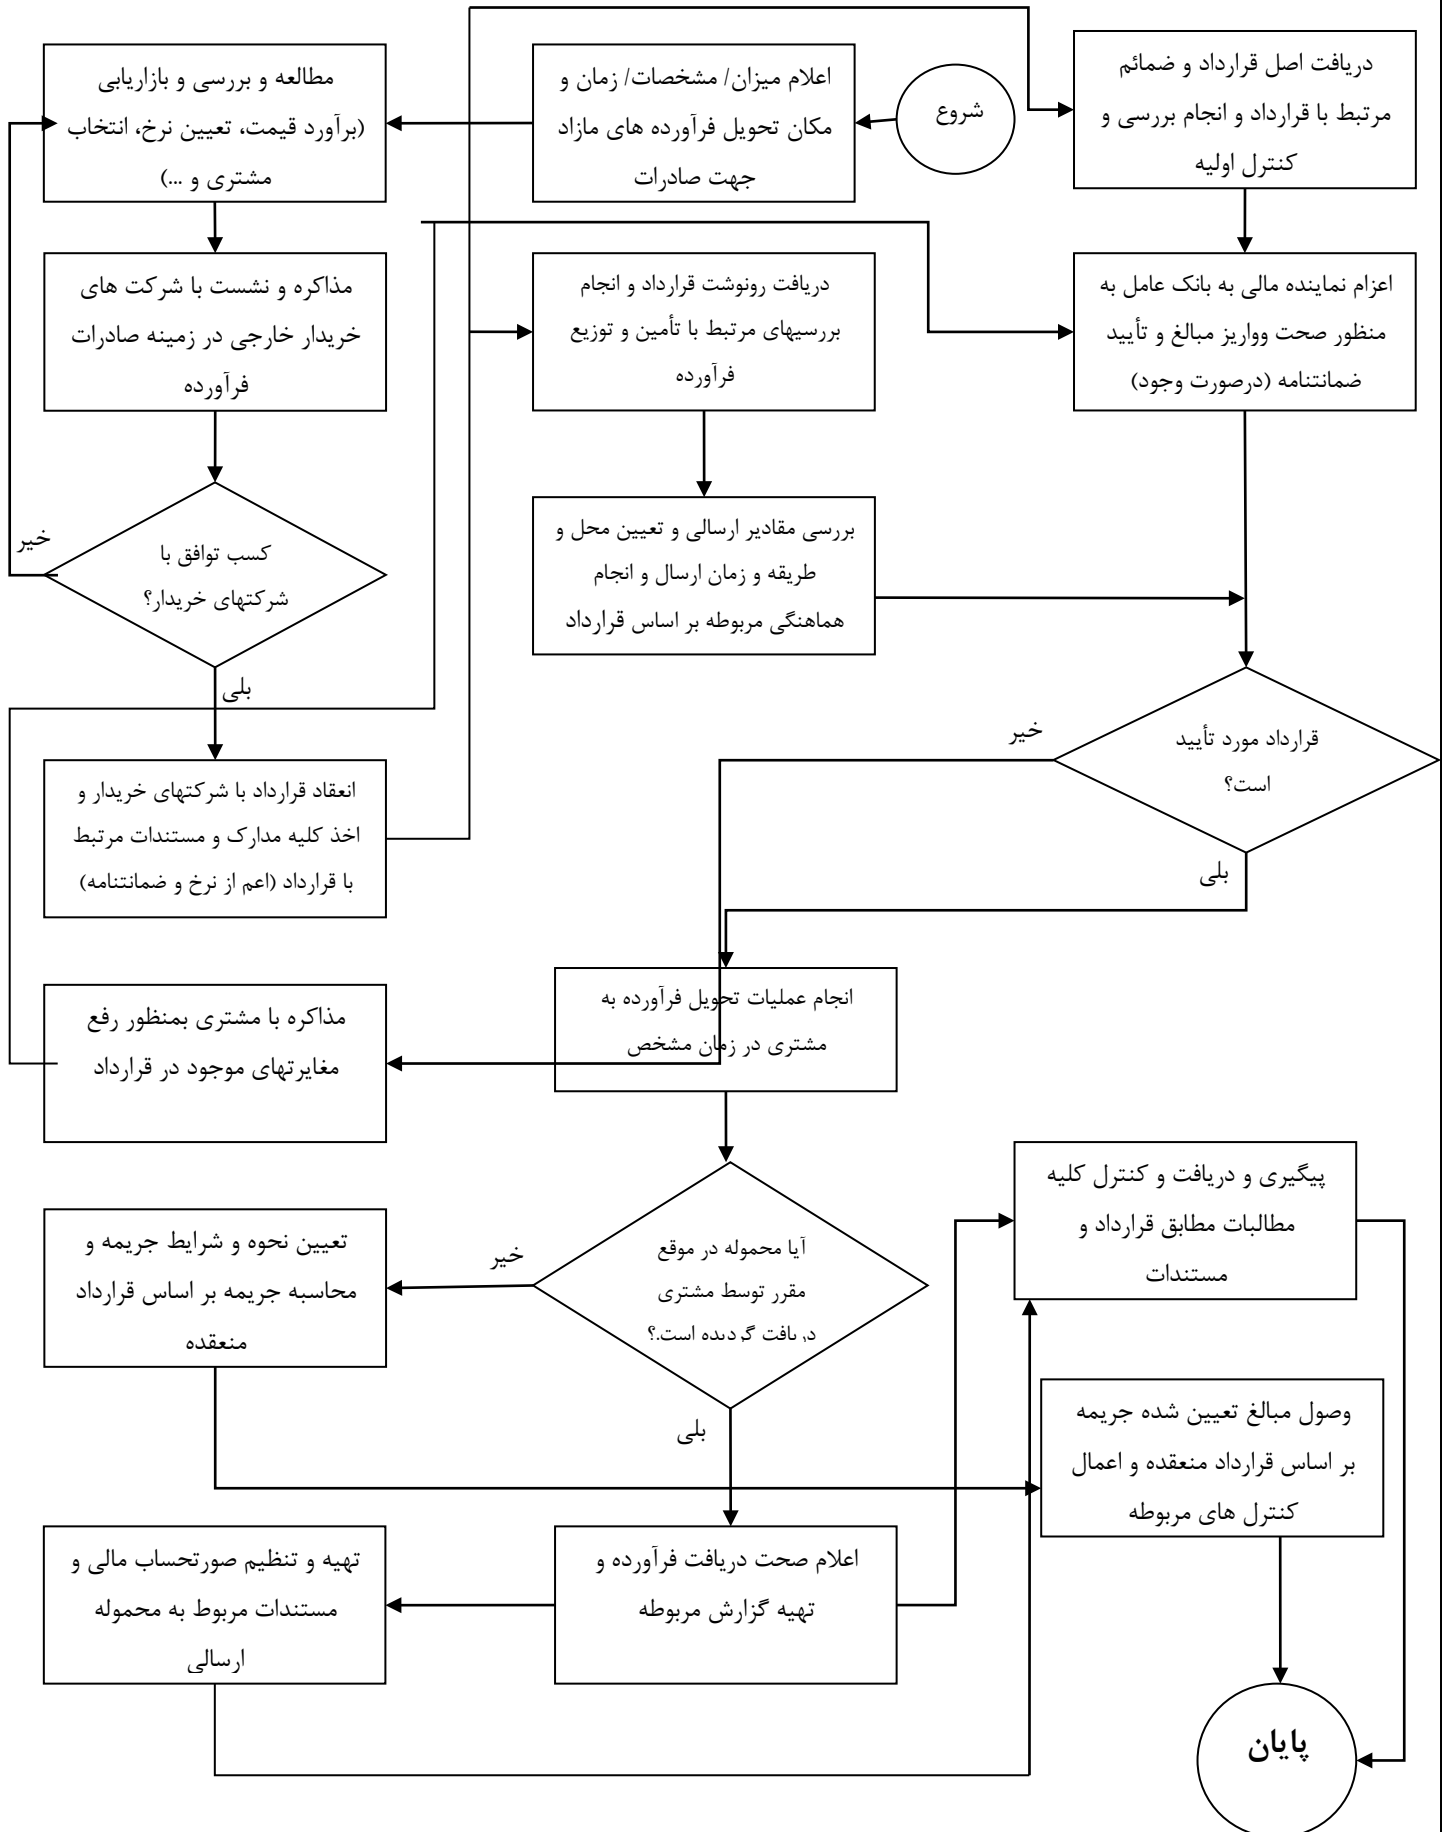 دریافت اصل قرارداد و ضمائم
مرتبط با قرارداد و انجام بررسی و
کنترل اولیه
شروع
اعلام میزان/ مشخصات/ زمان و
مکان تحویل فرآورده های مازاد
جهت صادرات
مطالعه و بررسی و بازاریابی
(برآورد قیمت، تعیین نرخ، انتخاب
مشتری و ...)
اعزام نماینده مالی به بانک عامل به
منظور صحت وواریز مبالغ و تأیید
ضمانتنامه (درصورت وجود)
دریافت رونوشت قرارداد و انجام
بررسیهای مرتبط با تأمین و توزیع
فرآورده
مذاکره و نشست با شرکت های
خریدار خارجی در زمینه صادرات
فرآورده
بررسی مقادیر ارسالی و تعیین محل و
طریقه و زمان ارسال و انجام
هماهنگی مربوطه بر اساس قرارداد
کسب توافق با
شرکتهای خریدار؟
خیر
بلی
قرارداد مورد تأیید
است؟
خیر
بلی
انعقاد قرارداد با شرکتهای خریدار و
اخذ کلیه مدارک و مستندات مرتبط
با قرارداد (اعم از نرخ و ضمانتنامه)
انجام عملیات تحویل فرآورده به
مشتری در زمان مشخص
مذاکره با مشتری بمنظور رفع
مغایرتهای موجود در قرارداد
پیگیری و دریافت و کنترل کلیه
مطالبات مطابق قرارداد و
مستندات
آیا محموله در موقع
مقرر توسط مشتری
دریافت گردیده است.؟
خیر
بلی
تعیین نحوه و شرایط جریمه و
محاسبه جریمه بر اساس قرارداد
منعقده
وصول مبالغ تعیین شده جریمه
بر اساس قرارداد منعقده و اعمال
کنترل های مربوطه
اعلام صحت دریافت فرآورده و
تهیه گزارش مربوطه
تهیه و تنظیم صورتحساب مالی و
مستندات مربوط به محموله
ارسالی
پایان